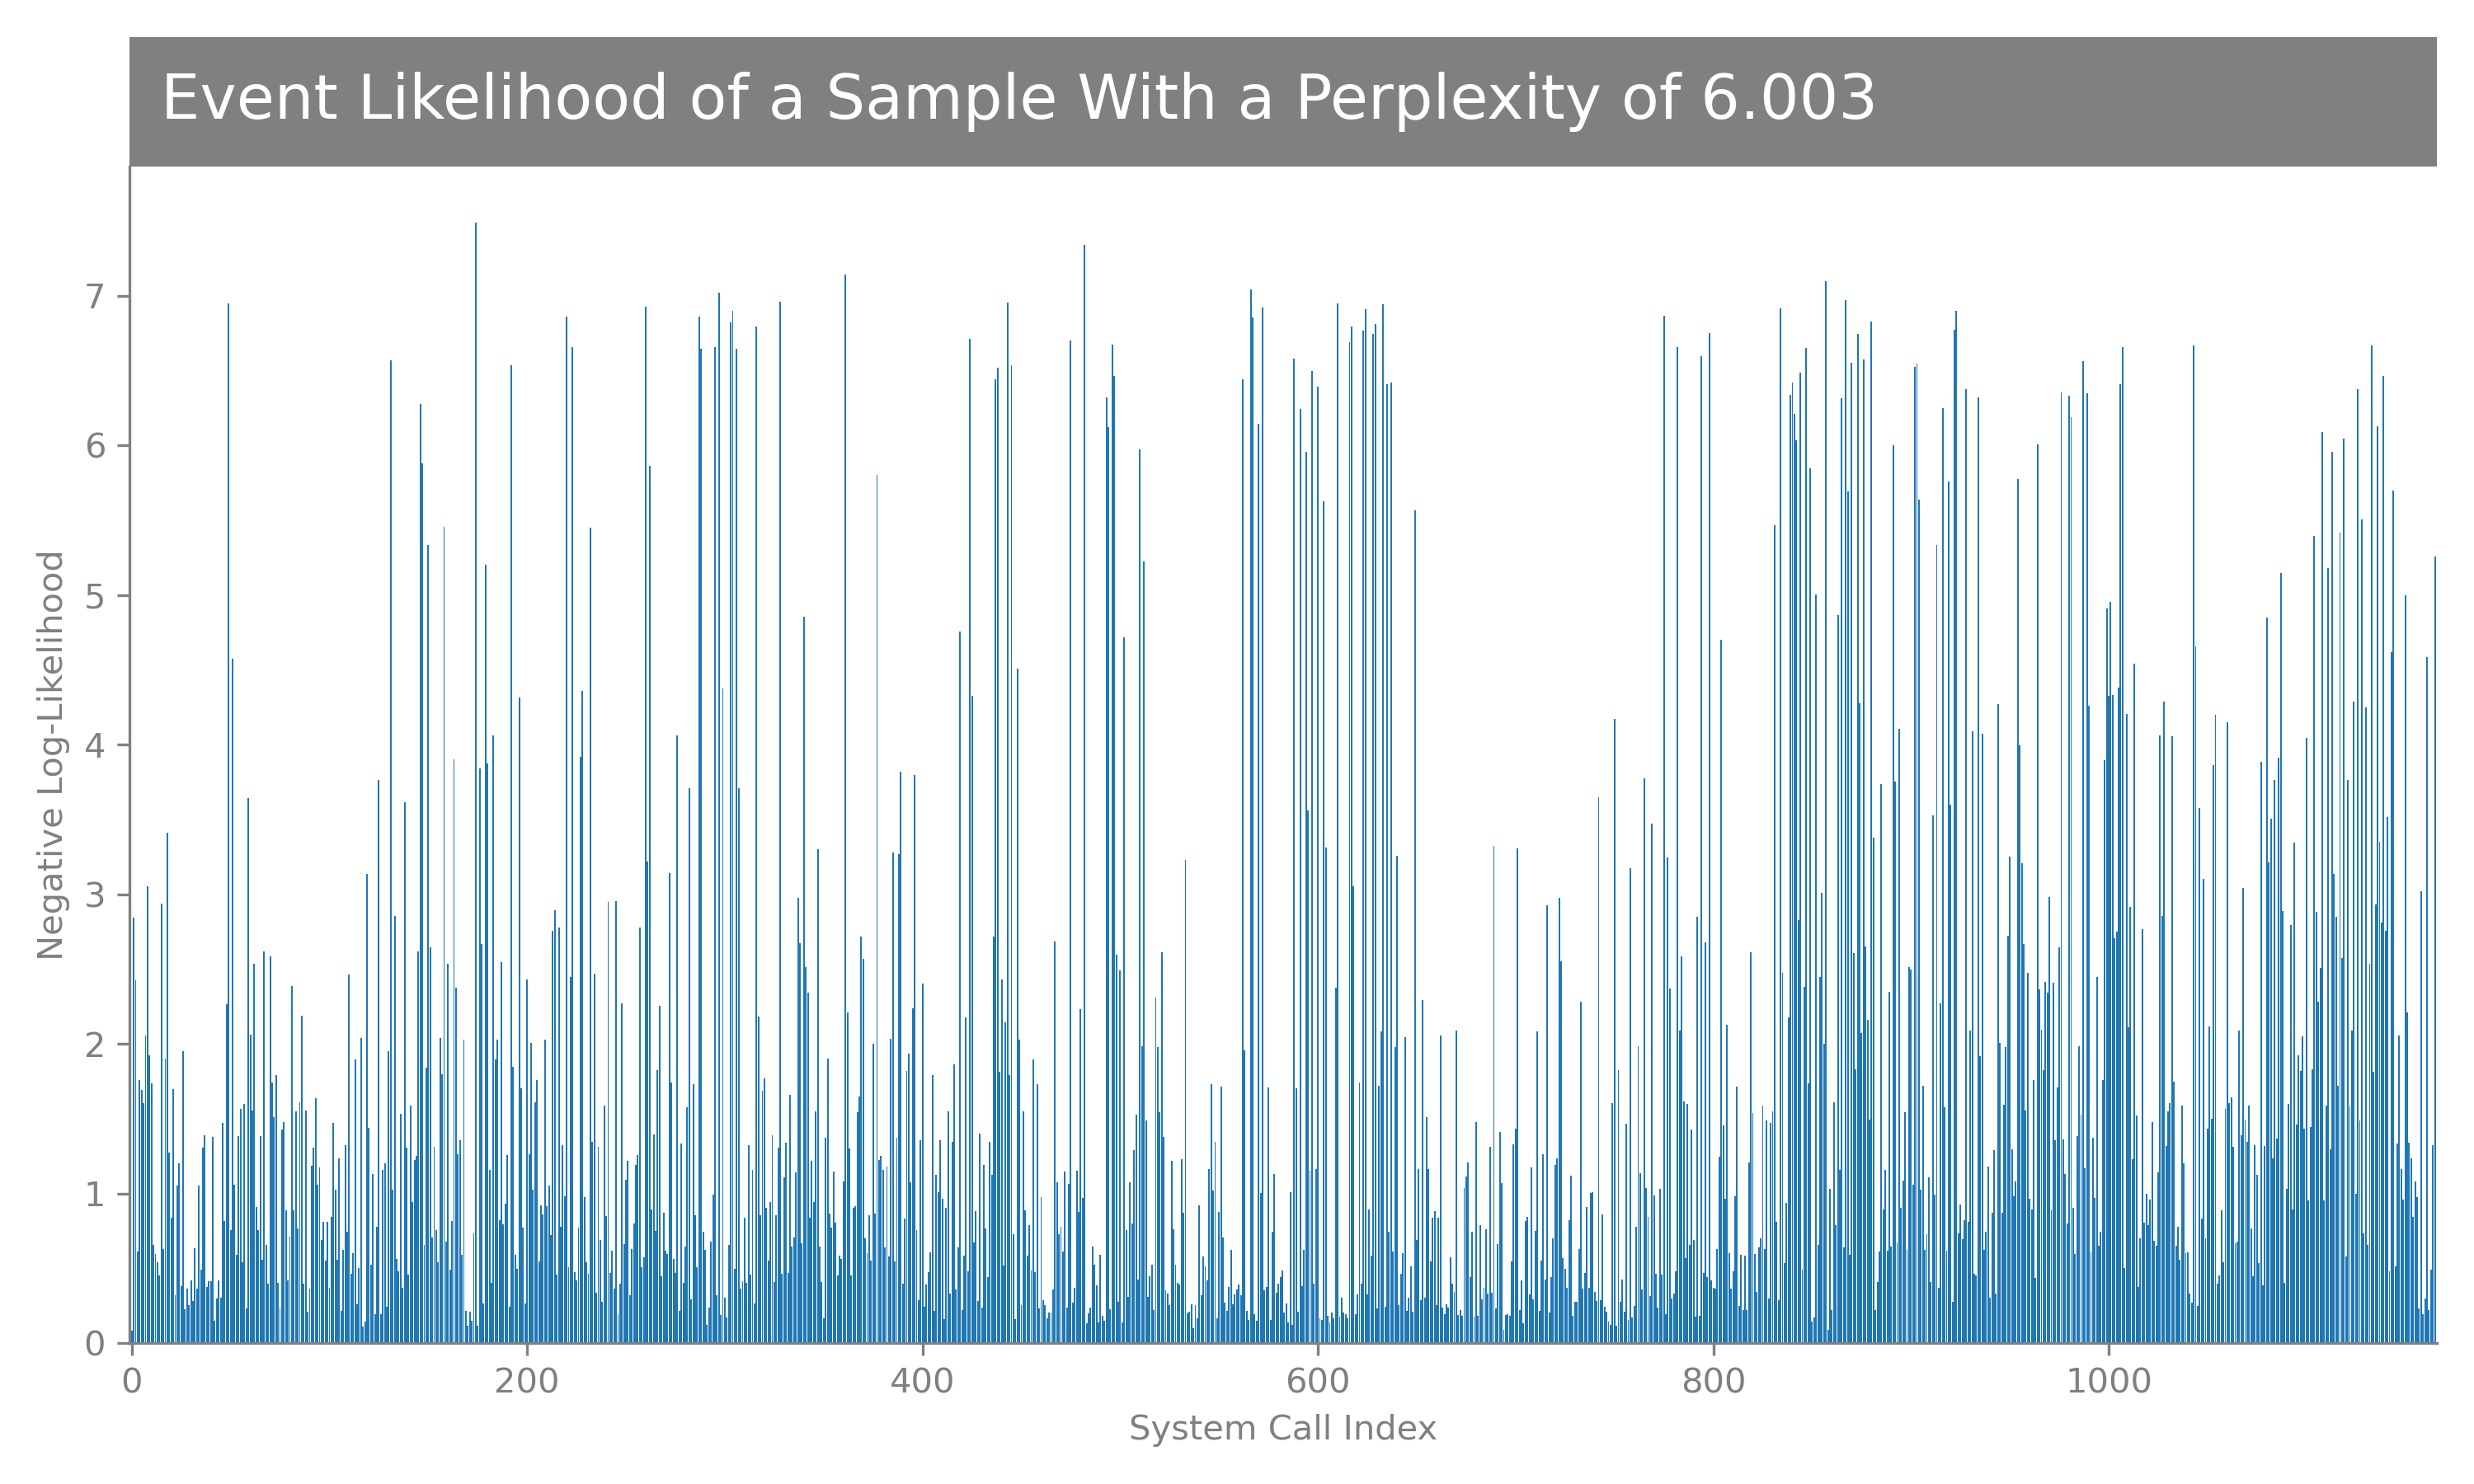 Event Likelihood of a Sample With a Perplexity of 6.003
Negative Log-Likelihood
7
6
5
4
3
2
1
0
0 200 400 600 800 1000
System Call Index